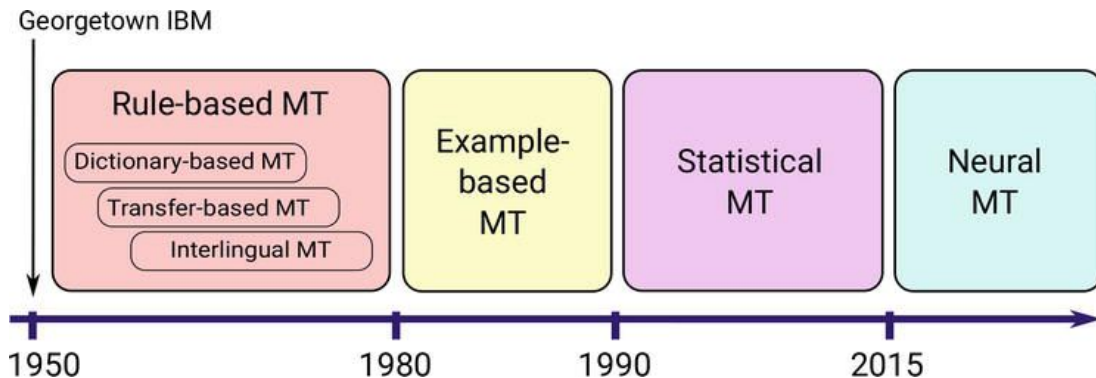 Georgetown IBM
Rule-based MT
Dictionary-based MT
Transfer-based MT
Interlingual MT
Example-
based
MT
Statistical
MT
Neural
MT
1950
1980
1990
2015